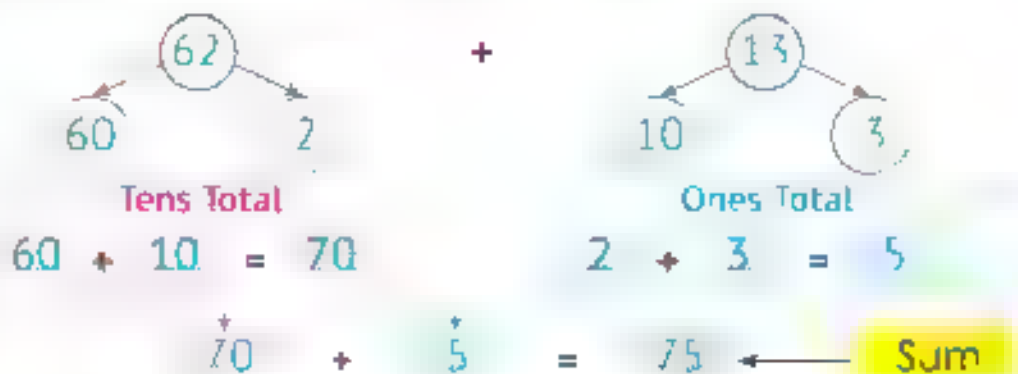 62 + 13
60 2 10 3
Tens Total Ones Total
60 + 10 = 70 2 + 3 = 5
70 + 5 = 75 Sum